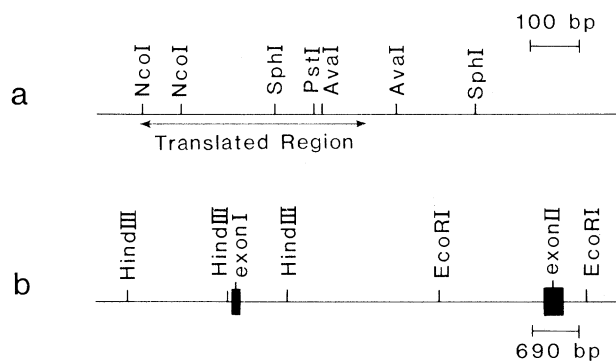 100 bp
a
NcoI NcoI SphI PstI AvaI AvaI SphI
Translated Region
b
HindⅢ HindⅢ exonI HindⅢ EcoRI exonⅡ EcoRI
690 bp